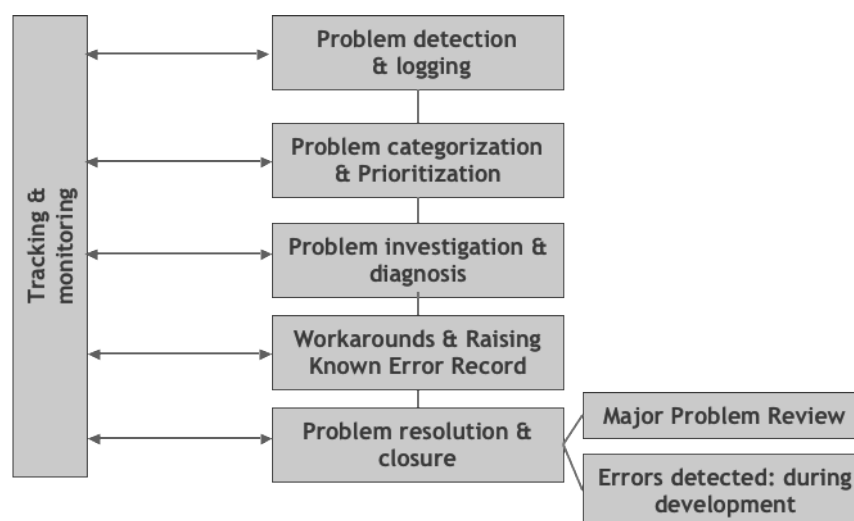 Problem detection
& logging
Problem categorization
& Prioritization
Tracking &
monitoring
Problem investigation &
diagnosis
Workarounds & Raising
Known Error Record
Problem resolution &
closure
Major Problem Review
Errors detected: during
development